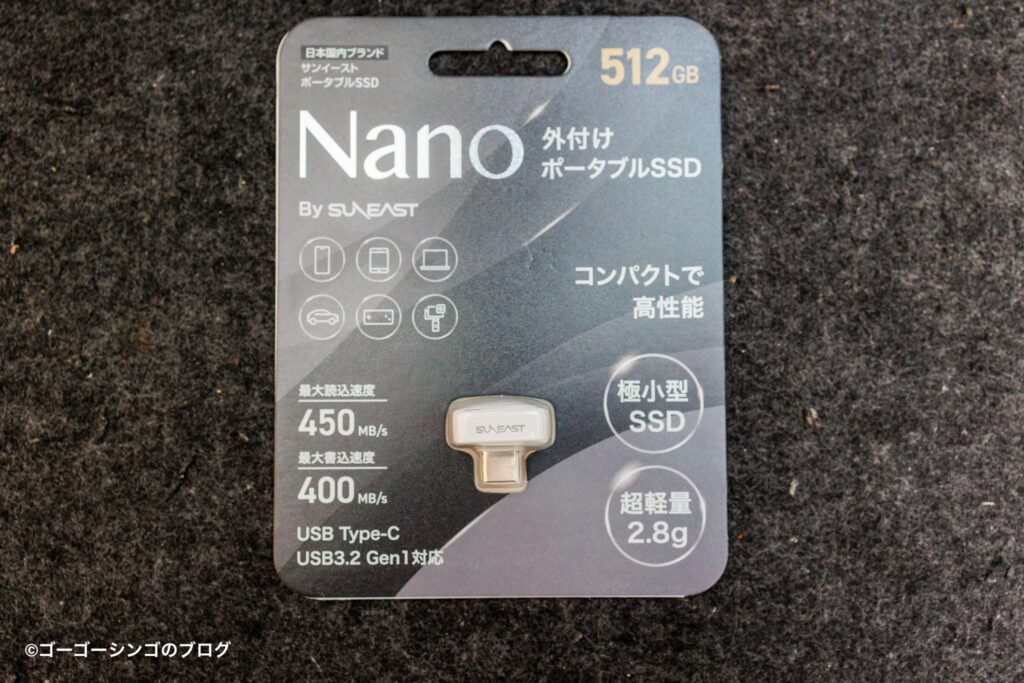 日本国内ブランド
サンイースト
ポータブルSSD
512GB
Nano
外付け
ポータブルSSD
By SUNEAST
コンパクトで
高性能
最大読込速度
450 MB/s
最大書込速度
400 MB/s
USB Type-C
USB3.2 Gen1対応
SUNEAST
極小型
SSD
超軽量
2.8g
©ゴーゴーシンゴのブログ